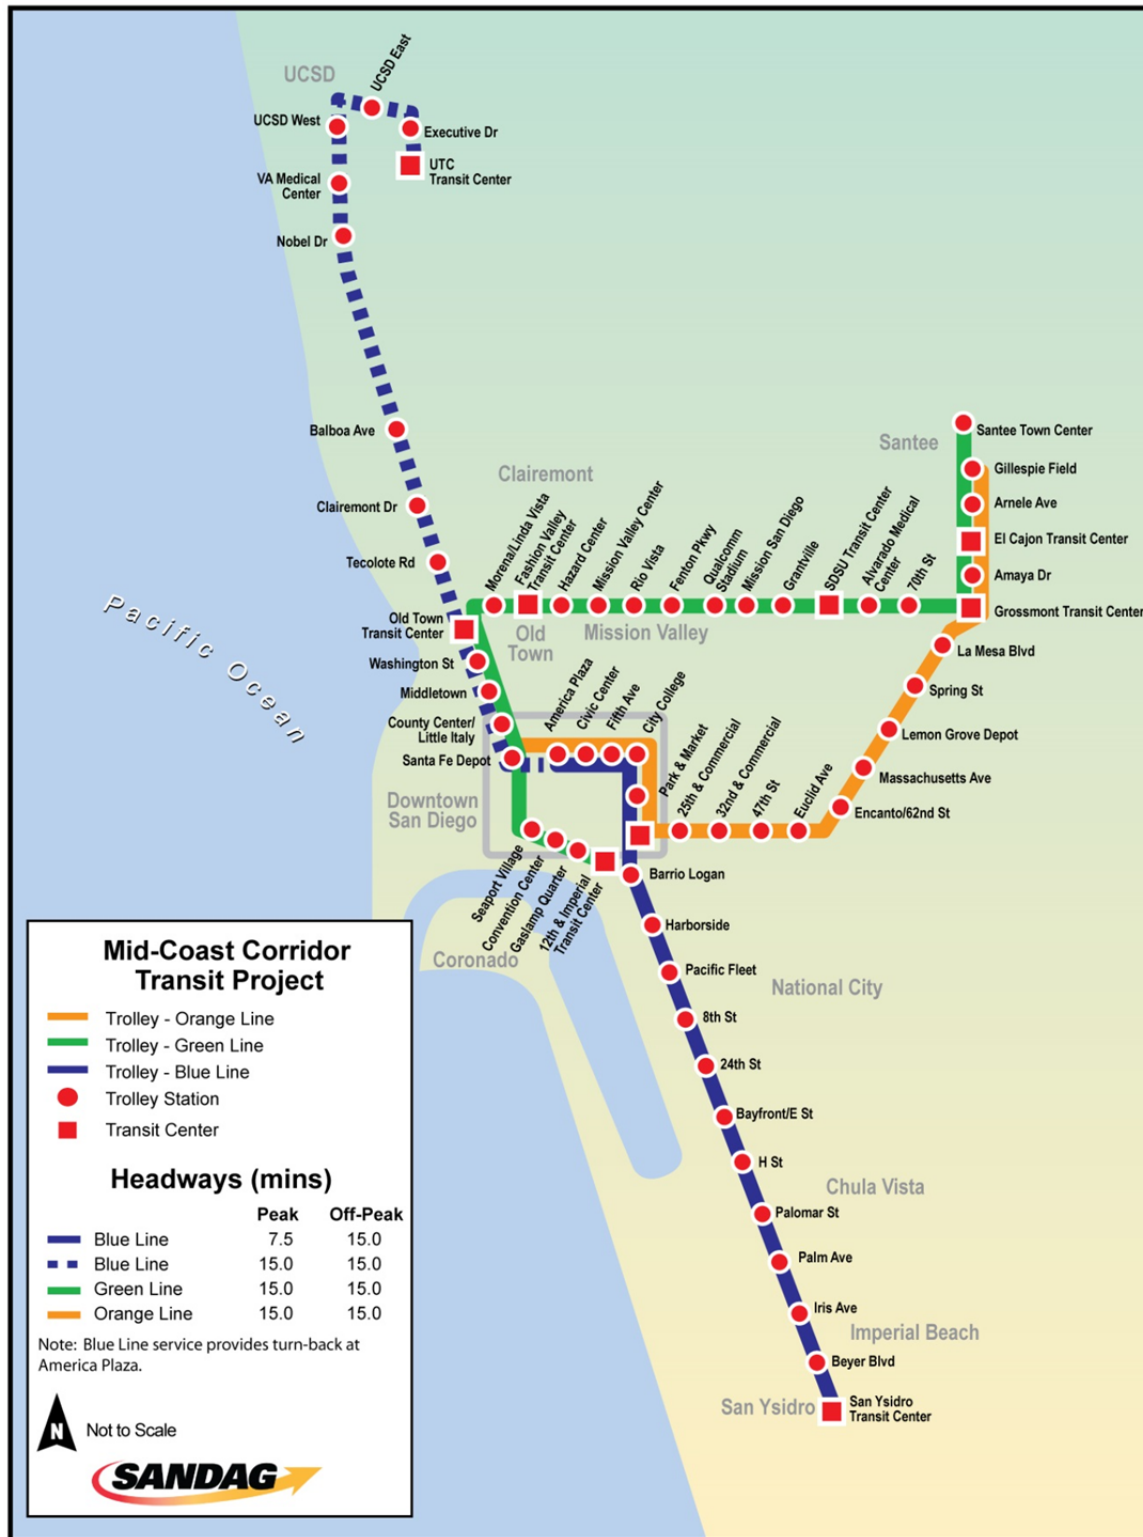 UCSD
UCSD East
UCSD West
Executive Dr
UTC
Transit Center
VA Medical
Center
Nobel Dr
Balboa Ave
Clairemont Dr
Tecolote Rd
Old Town
Transit Center
Washington St
Middletown
County Center/
Little Italy
Santa Fe Depot
Pacific Ocean
Clairemont
Santee
Morena/Linda Vista
Fashion Valley
Transit Center
Hazard Center
Mission Valley Center
Rio Vista
Fenton Pkwy
Qualcomm
Stadium
Mission San Diego
Grantville
SDSU Transit Center
Alvarado Medical
Center
70th St
Santee Town Center
Gillespie Field
Arnele Ave
El Cajon Transit Center
Amaya Dr
Grossmont Transit Center
Old
Town
Mission Valley
La Mesa Blvd
Spring St
Lemon Grove Depot
Massachusetts Ave
Encanto/62nd St
America Plaza
Civic Center
Fifth Ave
City College
Park & Market
25th & Commercial
32nd & Commercial
47th St
Euclid Ave
Downtown
San Diego
Seaport Village
Convention Center
Gaslamp Quarter
12th & Imperial
Transit Center
Barrio Logan
Harborside
Pacific Fleet
8th St
24th St
Bayfront/E St
H St
Palomar St
Palm Ave
Iris Ave
Beyer Blvd
San Ysidro
Transit Center
Coronado
National City
Chula Vista
Imperial Beach
San Ysidro
Mid-Coast Corridor
Transit Project
Trolley - Orange Line
Trolley - Green Line
Trolley - Blue Line
Trolley Station
Transit Center
Headways (mins)
Peak Off-Peak
Blue Line 7.5 15.0
Blue Line 15.0 15.0
Green Line 15.0 15.0
Orange Line 15.0 15.0
Note: Blue Line service provides turn-back at
America Plaza.
N
Not to Scale
SANDAG